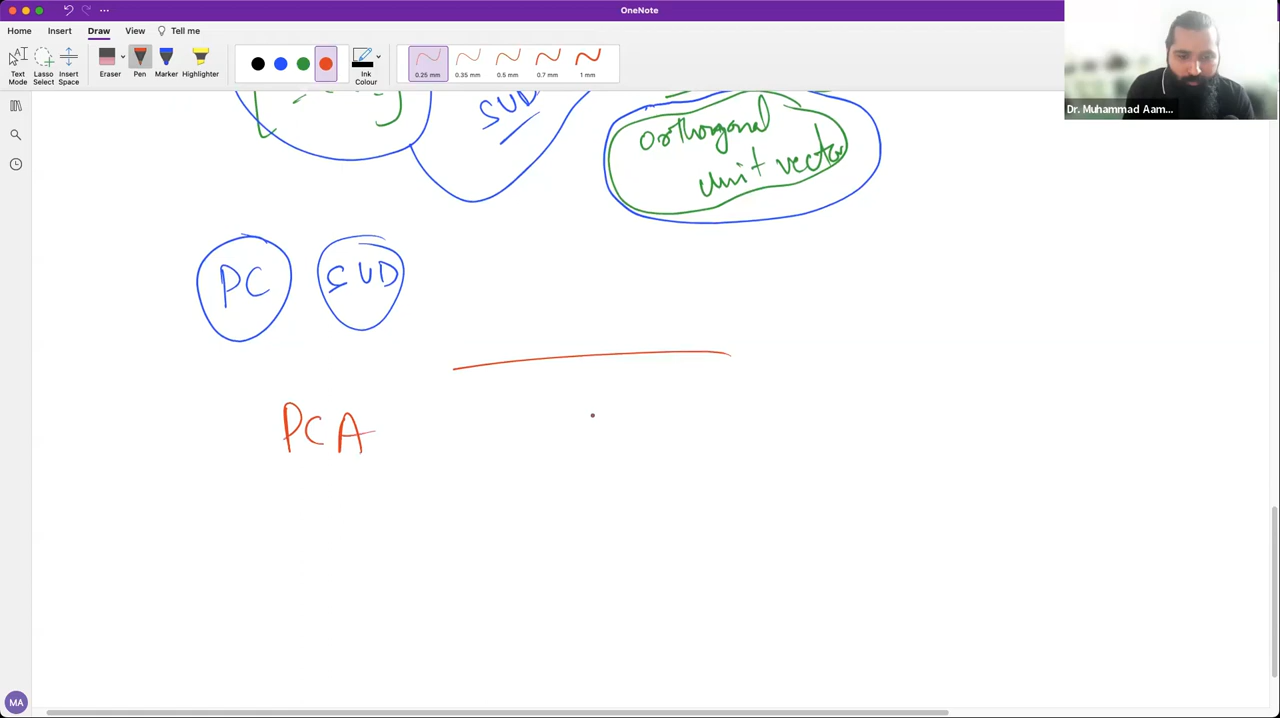 OneNote
Home Insert Draw View Tell me
Text Mode
Lasso Select
Insert Space
Eraser
Pen
Marker
Highlighter
Ink Colour
0.25 mm
0.35 mm
0.5 mm
0.7 mm
1 mm
Dr. Muhammad Aam...
SVD
Orthogonal
unit vector
PC SVD
PCA
MA